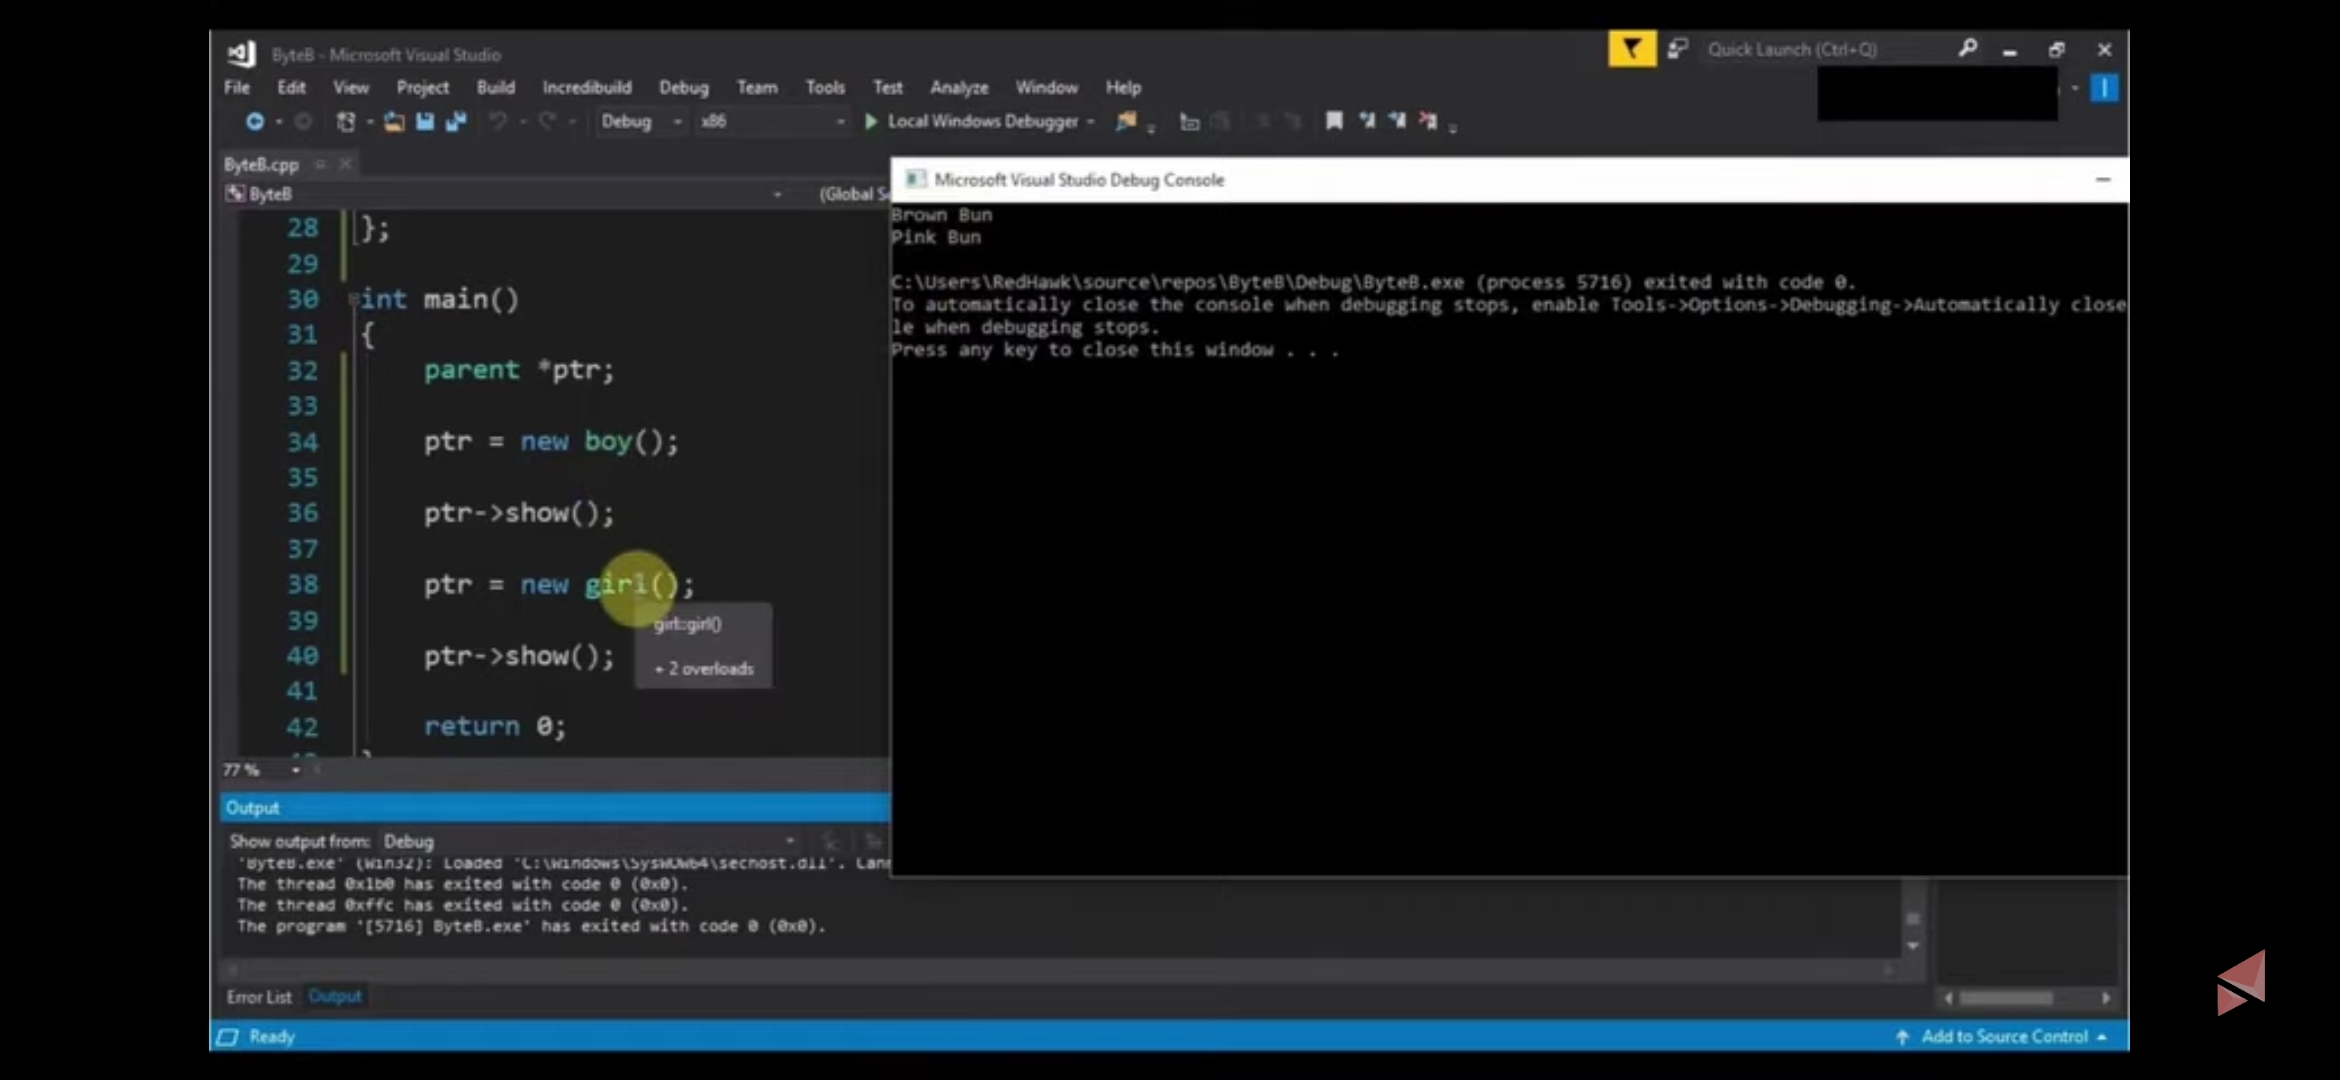 ByteB - Microsoft Visual Studio
Quick Launch (Ctrl+Q)
File Edit View Project Build Incredibuild Debug Team Tools Test Analyze Window Help
Debug x86 Local Windows Debugger
ByteB.cpp
ByteB (Global S
28 };
29
30 int main()
31 {
32 parent *ptr;
33
34 ptr = new boy();
35
36 ptr->show();
37
38 ptr = new girl();
39
40 ptr->show();
41
42 return 0;
girl::girl()
+ 2 overloads
77 %
Microsoft Visual Studio Debug Console
Brown Bun
Pink Bun
C:\Users\RedHawk\source\repos\ByteB\Debug\ByteB.exe (process 5716) exited with code 0.
To automatically close the console when debugging stops, enable Tools->Options->Debugging->Automatically close
le when debugging stops.
Press any key to close this window . . .
Output
Show output from: Debug
'ByteB.exe' (Win32): Loaded 'C:\Windows\SysWOW64\sechost.dll'. Cann
The thread 0x1b0 has exited with code 0 (0x0).
The thread 0xffc has exited with code 0 (0x0).
The program '[5716] ByteB.exe' has exited with code 0 (0x0).
Error List Output
Ready
Add to Source Control